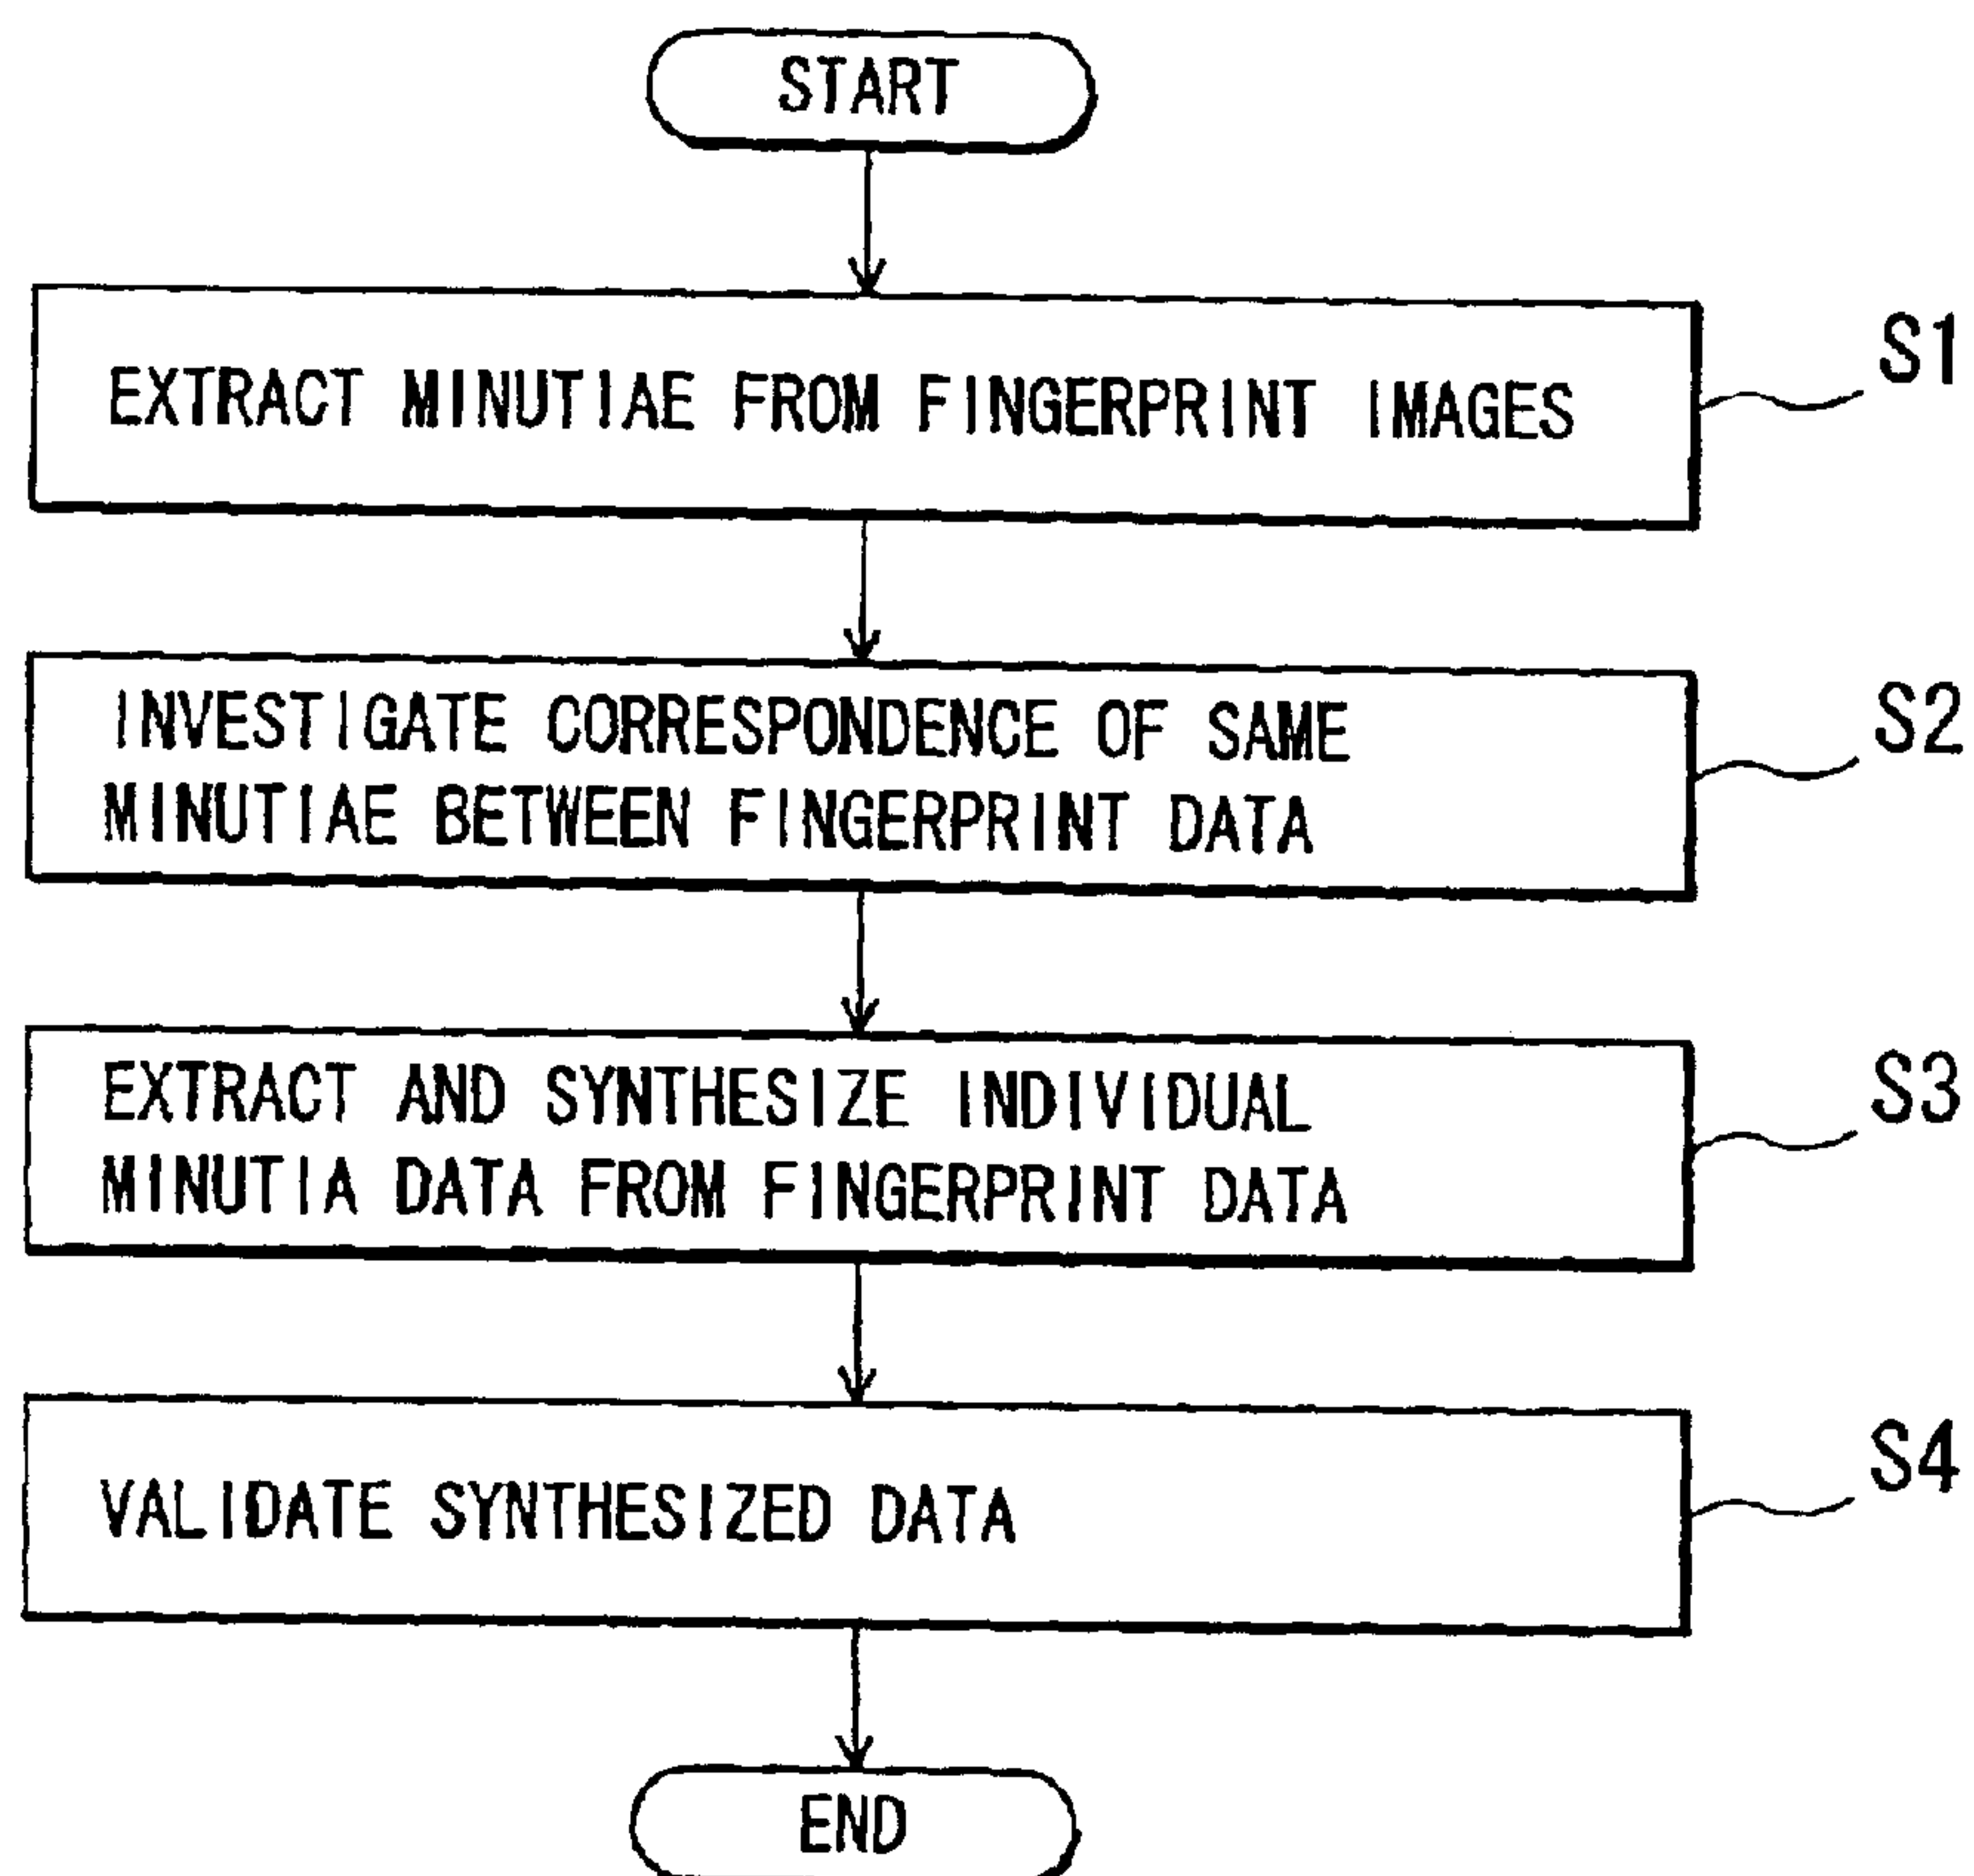 START
EXTRACT MINUTIAE FROM FINGERPRINT IMAGES
S1
INVESTIGATE CORRESPONDENCE OF SAME
MINUTIAE BETWEEN FINGERPRINT DATA
S2
EXTRACT AND SYNTHESIZE INDIVIDUAL
MINUTIA DATA FROM FINGERPRINT DATA
S3
VALIDATE SYNTHESIZED DATA
S4
END